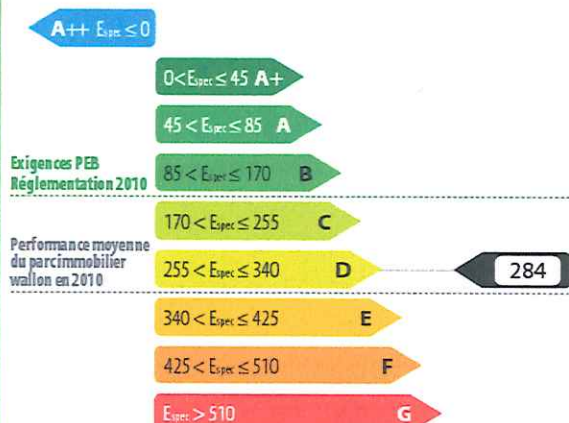 A++ Espec ≤ 0
0 < Espec ≤ 45 A+
45 < Espec ≤ 85 A
Exigences PEB
Réglementation 2010
85 < Espec ≤ 170 B
170 < Espec ≤ 255 C
Performance moyenne
du parc immobilier
wallon en 2010
255 < Espec ≤ 340 D
284
340 < Espec ≤ 425 E
425 < Espec ≤ 510 F
Espec > 510 G